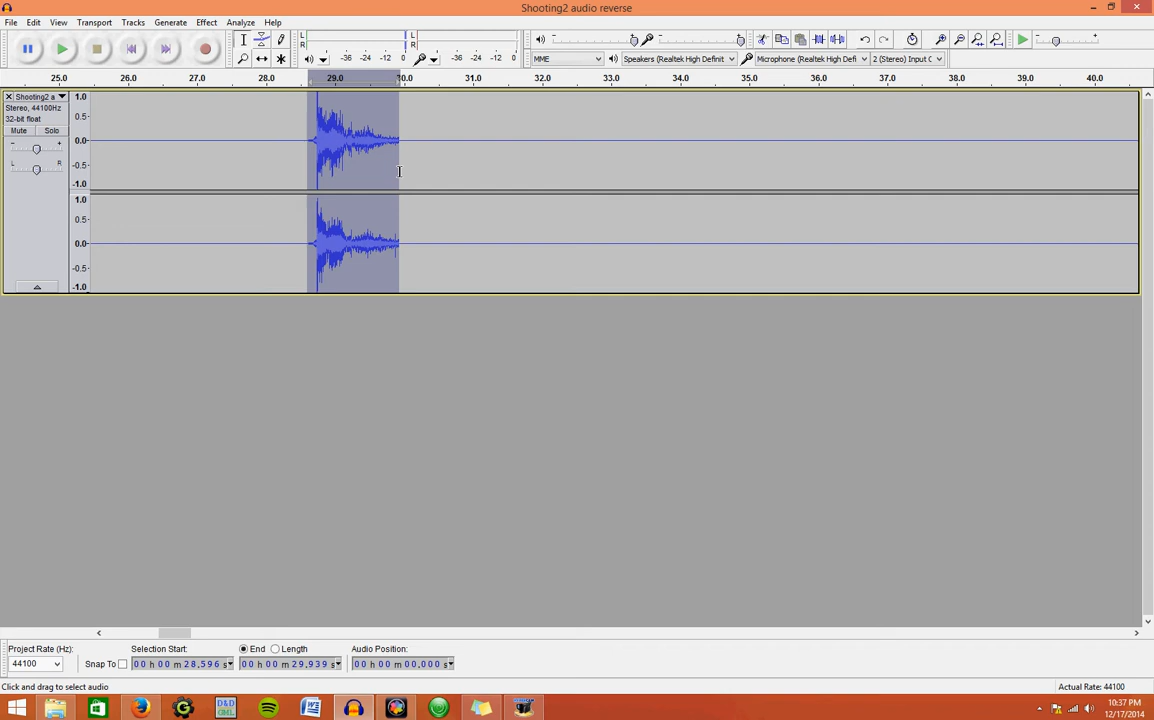 Shooting2 audio reverse
File Edit View Transport Tracks Generate Effect Analyze Help
L L
R R
-36 -24 -12 0 -36 -24 -12 0
MME Speakers (Realtek High Definit Microphone (Realtek High Defi 2 (Stereo) Input C
25.0 26.0 27.0 28.0 29.0 30.0 31.0 32.0 33.0 34.0 35.0 36.0 37.0 38.0 39.0 40.0
Shooting2 a
Stereo, 44100Hz
32-bit float
Mute Solo
- +
L R
1.0
0.5-
0.0-
-0.5-
-1.0
1.0
0.5-
0.0-
-0.5-
-1.0
Project Rate (Hz): Selection Start: End Length Audio Position:
44100 Snap To 00 h 00 m 28.596 s 00 h 00 m 29.939 s 00 h 00 m 00.000 s
Click and drag to select audio Actual Rate: 44100
D&D
GM
W
10:37 PM
12/17/2014